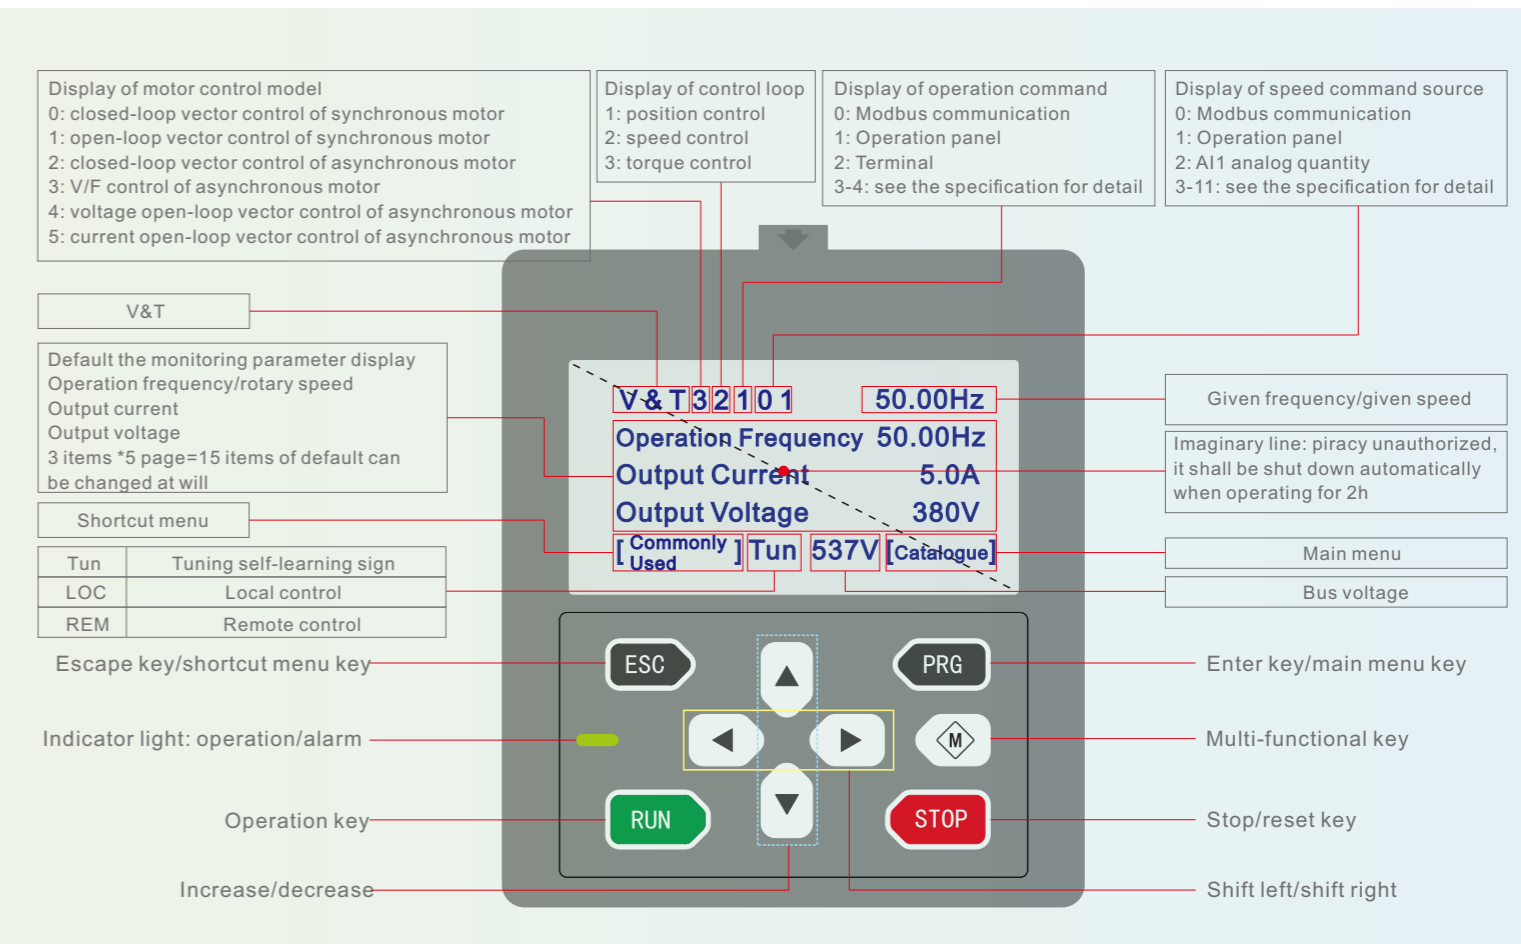 Display of motor control model
0: closed-loop vector control of synchronous motor
1: open-loop vector control of synchronous motor
2: closed-loop vector control of asynchronous motor
3: V/F control of asynchronous motor
4: voltage open-loop vector control of asynchronous motor
5: current open-loop vector control of asynchronous motor
Display of control loop
1: position control
2: speed control
3: torque control
Display of operation command
0: Modbus communication
1: Operation panel
2: Terminal
3-4: see the specification for detail
Display of speed command source
0: Modbus communication
1: Operation panel
2: AI1 analog quantity
3-11: see the specification for detail
V&T
Default the monitoring parameter display
Operation frequency/rotary speed
Output current
Output voltage
3 items *5 page=15 items of default can
be changed at will
Shortcut menu
Tun Tuning self-learning sign
LOC Local control
REM Remote control
V&T 3 2 1 01 50.00Hz
Operation Frequency 50.00Hz
Output Current 5.0A
Output Voltage 380V
[Commonly
Used] Tun 537V [Catalogue]
Given frequency/given speed
Imaginary line: piracy unauthorized,
it shall be shut down automatically
when operating for 2h
Main menu
Bus voltage
Escape key/shortcut menu key
ESC
PRG
Enter key/main menu key
Indicator light: operation/alarm
M
Multi-functional key
Operation key
RUN
STOP
Stop/reset key
Increase/decrease
Shift left/shift right